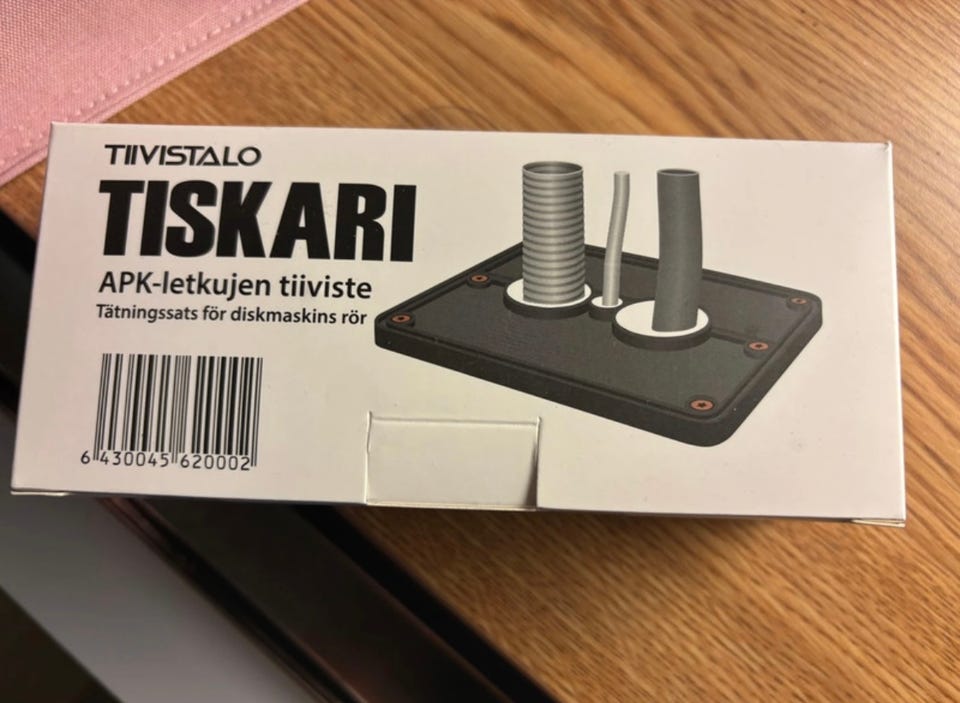 TIIVISTALO
TISKARI
APK-letkujen tiiviste
Tätningssats för diskmaskins rör
6 430045 620002